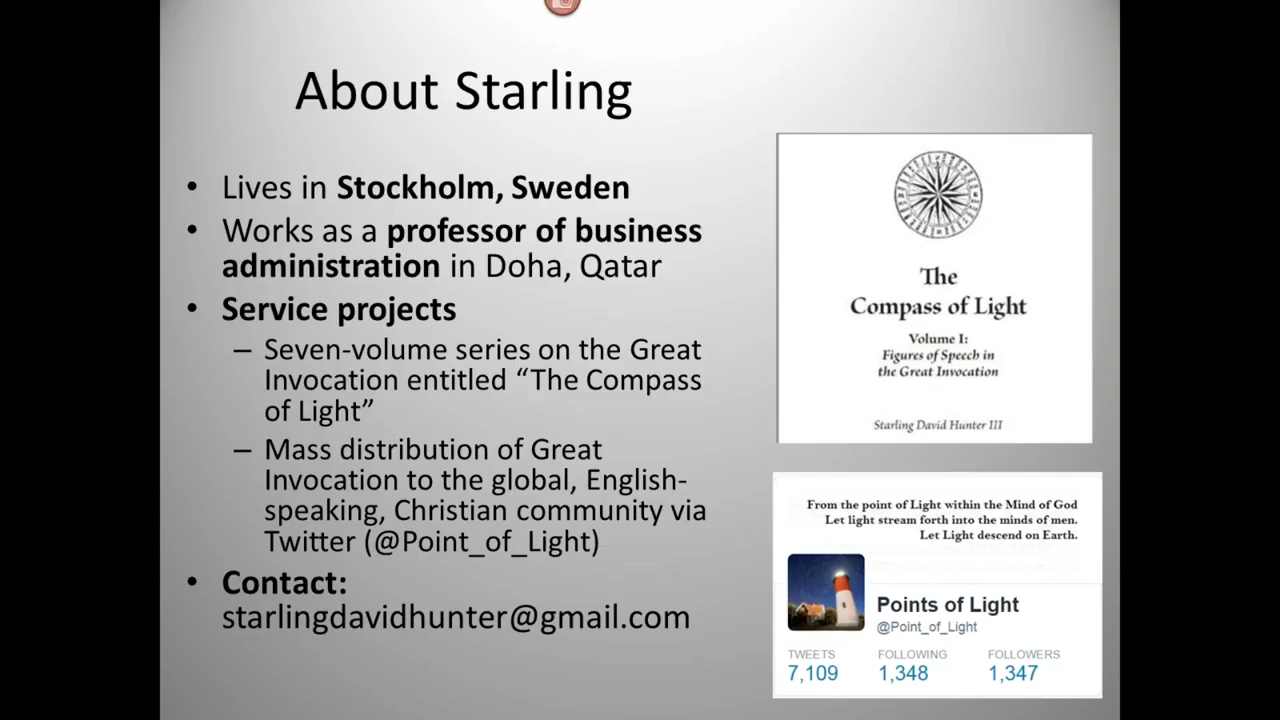 About Starling
• Lives in Stockholm, Sweden
• Works as a professor of business
administration in Doha, Qatar
• Service projects
– Seven-volume series on the Great
Invocation entitled “The Compass
of Light”
– Mass distribution of Great
Invocation to the global, English-
speaking, Christian community via
Twitter (@Point_of_Light)
• Contact:
starlingdavidhunter@gmail.com
The
Compass of Light
Volume I:
Figures of Speech in
the Great Invocation
Starling David Hunter III
From the point of Light within the Mind of God
Let light stream forth into the minds of men.
Let Light descend on Earth.
Points of Light
@Point_of_Light
TWEETS FOLLOWING FOLLOWERS
7,109 1,348 1,347